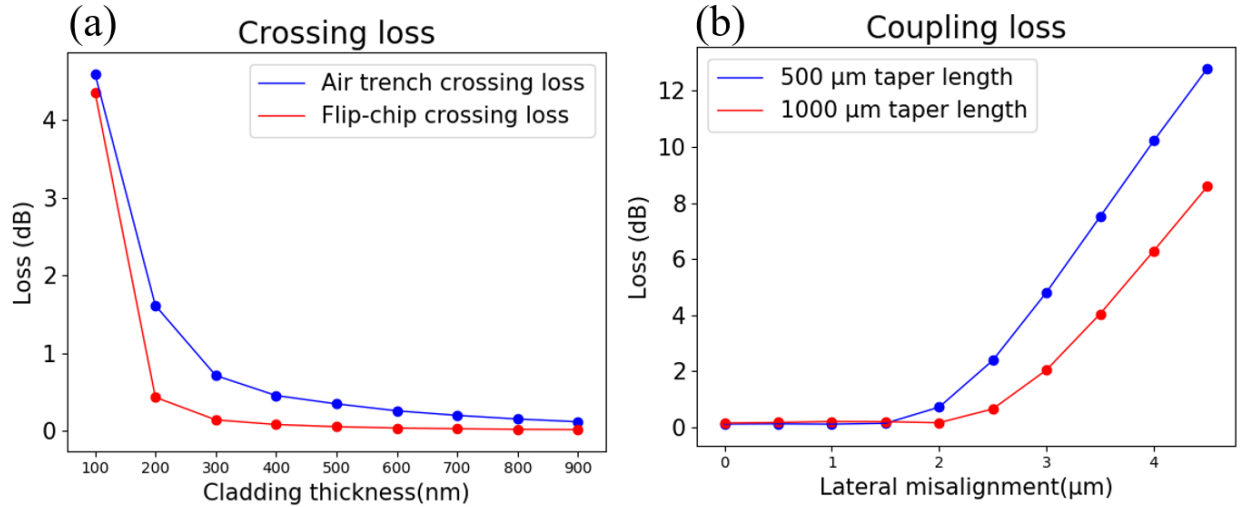 (a)
Crossing loss
Air trench crossing loss
Flip-chip crossing loss
Loss (dB)
4
3
2
1
0
100 200 300 400 500 600 700 800 900
Cladding thickness(nm)
(b)
Coupling loss
500 μm taper length
1000 μm taper length
Loss (dB)
12
10
8
6
4
2
0
0 1 2 3 4
Lateral misalignment(μm)